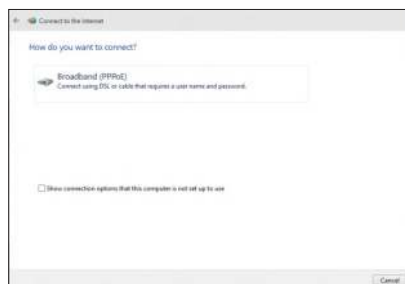 Connect to the Internet
How do you want to connect?
Broadband (PPPoE)
Connect using DSL or cable that requires a user name and password.
Show connection options that this computer is not set up to use
Cancel